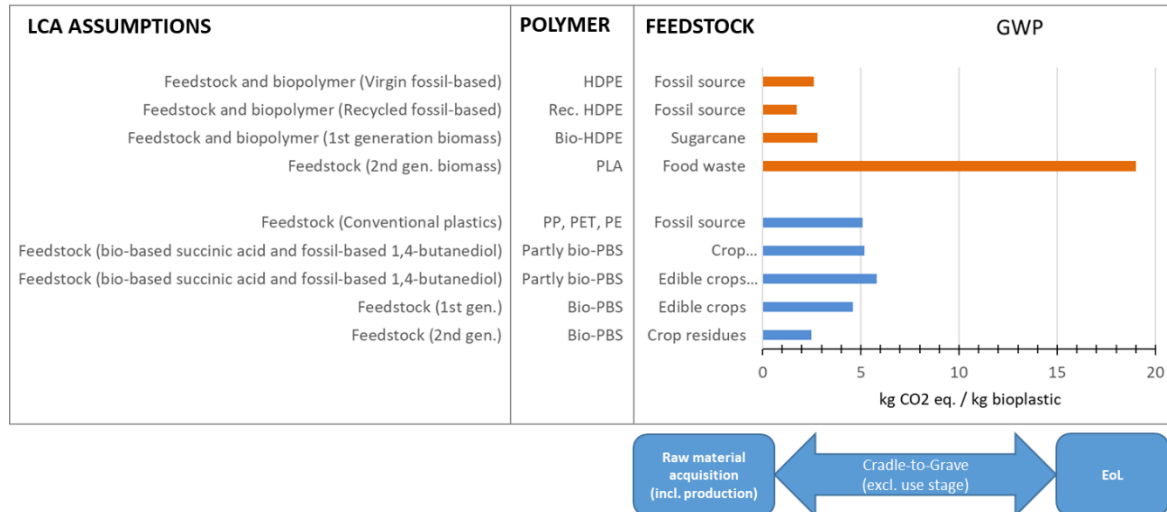 LCA ASSUMPTIONS POLYMER FEEDSTOCK GWP
Feedstock and biopolymer (Virgin fossil-based) HDPE Fossil source
Feedstock and biopolymer (Recycled fossil-based) Rec. HDPE Fossil source
Feedstock and biopolymer (1st generation biomass) Bio-HDPE Sugarcane
Feedstock (2nd gen. biomass) PLA Food waste
Feedstock (Conventional plastics) PP, PET, PE Fossil source
Feedstock (bio-based succinic acid and fossil-based 1,4-butanediol) Partly bio-PBS Crop...
Feedstock (bio-based succinic acid and fossil-based 1,4-butanediol) Partly bio-PBS Edible crops...
Feedstock (1st gen.) Bio-PBS Edible crops
Feedstock (2nd gen.) Bio-PBS Crop residues
0 5 10 15 20
kg CO2 eq. / kg bioplastic
Raw material
acquisition
(incl. production)
Cradle-to-Grave
(excl. use stage)
EoL